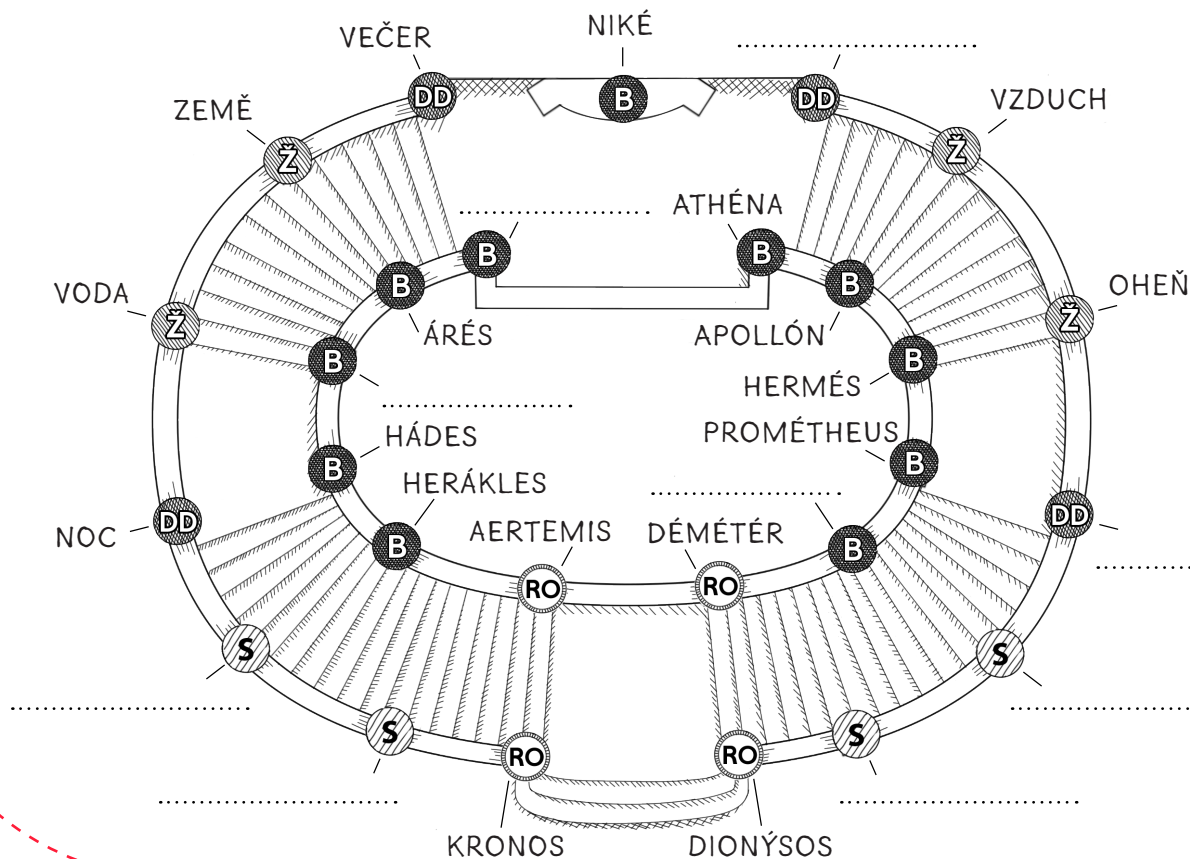 NIKÉ
VEČER
.............................
DD
B
DD
ZEMĚ
VZDUCH
Ž
Ž
.......................
ATHÉNA
B
B
VODA
B
B
OHEŇ
Ž
Ž
ÁRÉS
APOLLÓN
B
B
HERMÉS
.......................
HÁDES
PROMÉTHEUS
B
B
HERÁKLES
.......................
NOC
DD
DD
AERTEMIS
DÉMÉTÉR
B
B
............
RO
RO
S
S
.............................
......................
S
S
RO
RO
.............................
.............................
KRONOS
DIONÝSOS